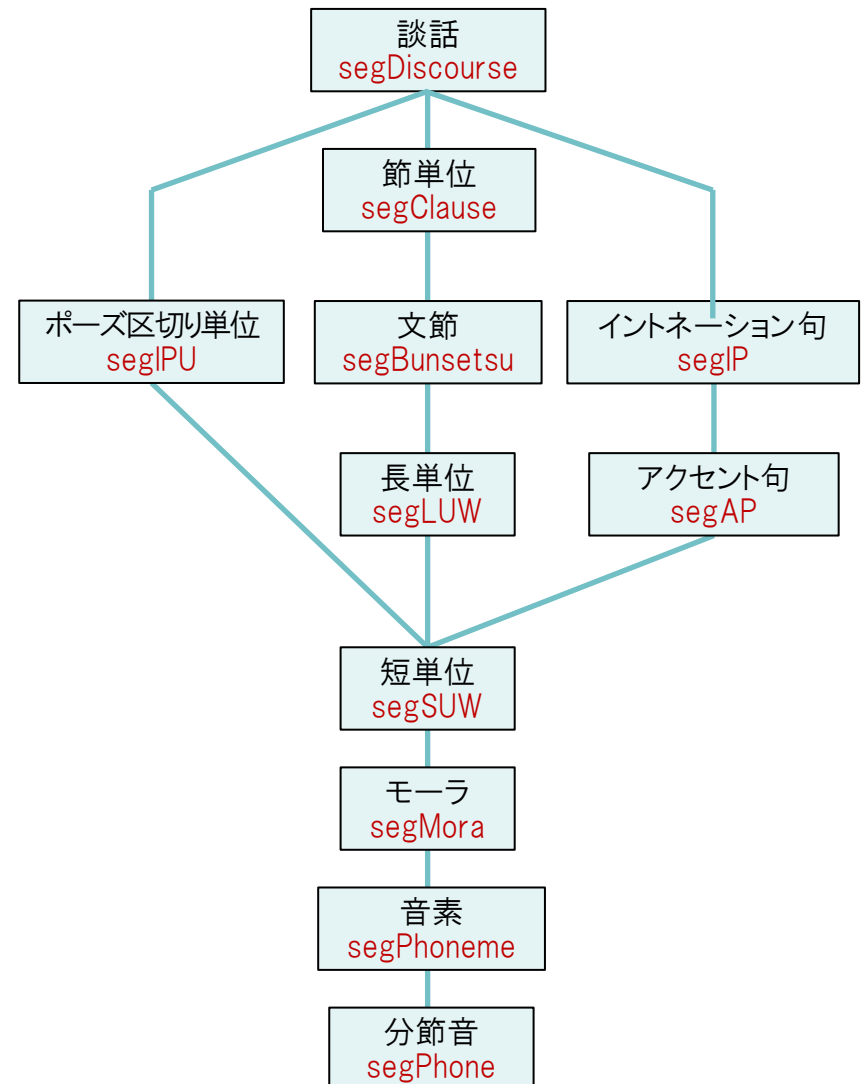 談話
segDiscourse
節単位
segClause
ポーズ区切り単位
segIPU
文節
segBunsetsu
イントネーション句
segIP
長単位
segLUW
アクセント句
segAP
短単位
segSUW
モーラ
segMora
音素
segPhoneme
分節音
segPhone